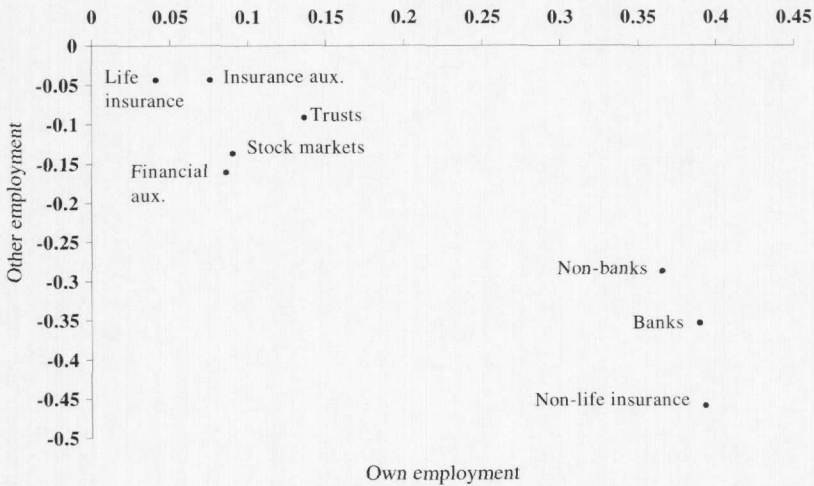 0 0.05 0.1 0.15 0.2 0.25 0.3 0.35 0.4 0.45
0
-0.05
-0.1
-0.15
-0.2
-0.25
-0.3
-0.35
-0.4
-0.45
-0.5
Other employment
Life
insurance
Insurance aux.
Trusts
Stock markets
Financial
aux.
Non-banks
Banks
Non-life insurance
Own employment